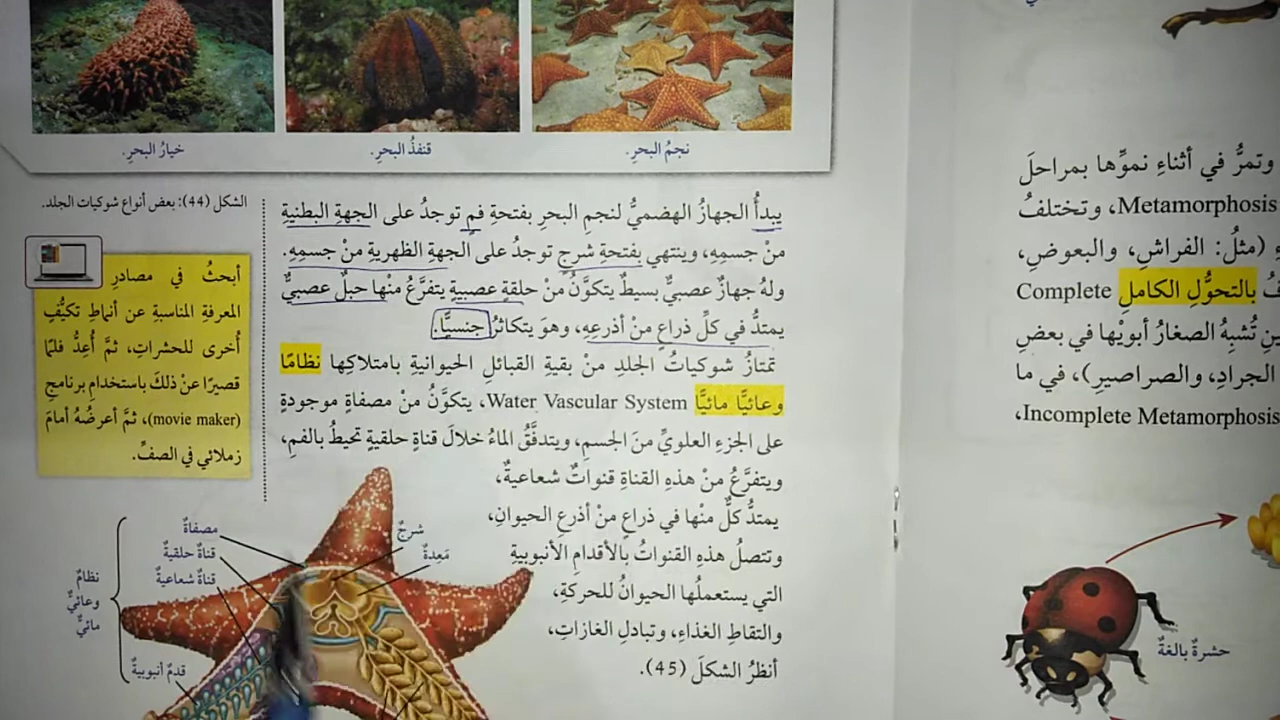 وتمرُّ في أثناءِ نموِّها بمراحلَ
Metamorphosis، وتختلفُ
(مثلُ: الفراشِ، والبعوضِ،
بالتحوُّلِ الكاملِ Complete
تُشبِهُ الصغارُ أبويْها في بعضِ
الجرادِ، والصراصيرِ)، في ما
Incomplete Metamorphosis،
حشرةٌ بالغةٌ
نجمُ البحرِ.
قنفذُ البحرِ.
خيارُ البحرِ.
الشكل (44): بعض أنواع شوكيات الجلد.
يبدأُ الجهازُ الهضميُّ لنجمِ البحرِ بفتحةِ فمٍ توجدُ على الجهةِ البطنيةِ
منْ جسمِهِ، وينتهي بفتحةِ شرجٍ توجدُ على الجهةِ الظهريةِ منْ جسمِهِ.
ولهُ جهازٌ عصبيٌّ بسيطٌ يتكوَّنُ منْ حلقةٍ عصبيةٍ يتفرَّعُ منْها حبلٌ عصبيٌّ
يمتدُّ في كلِّ ذراعٍ منْ أذرعِهِ، وهوَ يتكاثرُ جنسيًّا.
تمتازُ شوكياتُ الجلدِ منْ بقيةِ القبائلِ الحيوانيةِ بامتلاكِها نظامًا
وعائيًّا مائيًّا Water Vascular System، يتكوَّنُ منْ مصفاةٍ موجودةٍ
على الجزءِ العلويِّ منَ الجسمِ، ويتدفَّقُ الماءُ خلالَ قناةٍ حلقيةٍ تحيطُ بالفمِ،
ويتفرَّعُ منْ هذهِ القناةِ قنواتٌ شعاعيةٌ،
يمتدُّ كلٌّ منْها في ذراعٍ منْ أذرعِ الحيوانِ،
وتتصلُ هذهِ القنواتُ بالأقدامِ الأنبوبيةِ
التي يستعملُها الحيوانُ للحركةِ،
والتقاطِ الغذاءِ، وتبادلِ الغازاتِ،
أنظرُ الشكلَ (45).
أبحثُ في مصادرِ
المعرفةِ المناسبةِ عن أنماطِ تكيُّفٍ
أُخرى للحشراتِ، ثمَّ أُعِدُّ فلمًا
قصيرًا عنْ ذلكَ باستخدامِ برنامجِ
(movie maker)، ثمَّ أعرضُهُ أمامَ
زملائي في الصفِّ.
شرجٌ
مَعِدةٌ
مصفاةٌ
قناةٌ حلقيةٌ
قناةٌ شعاعيةٌ
قدمٌ أنبوبيةٌ
نظامٌ
وعائيٌّ
مائيٌّ